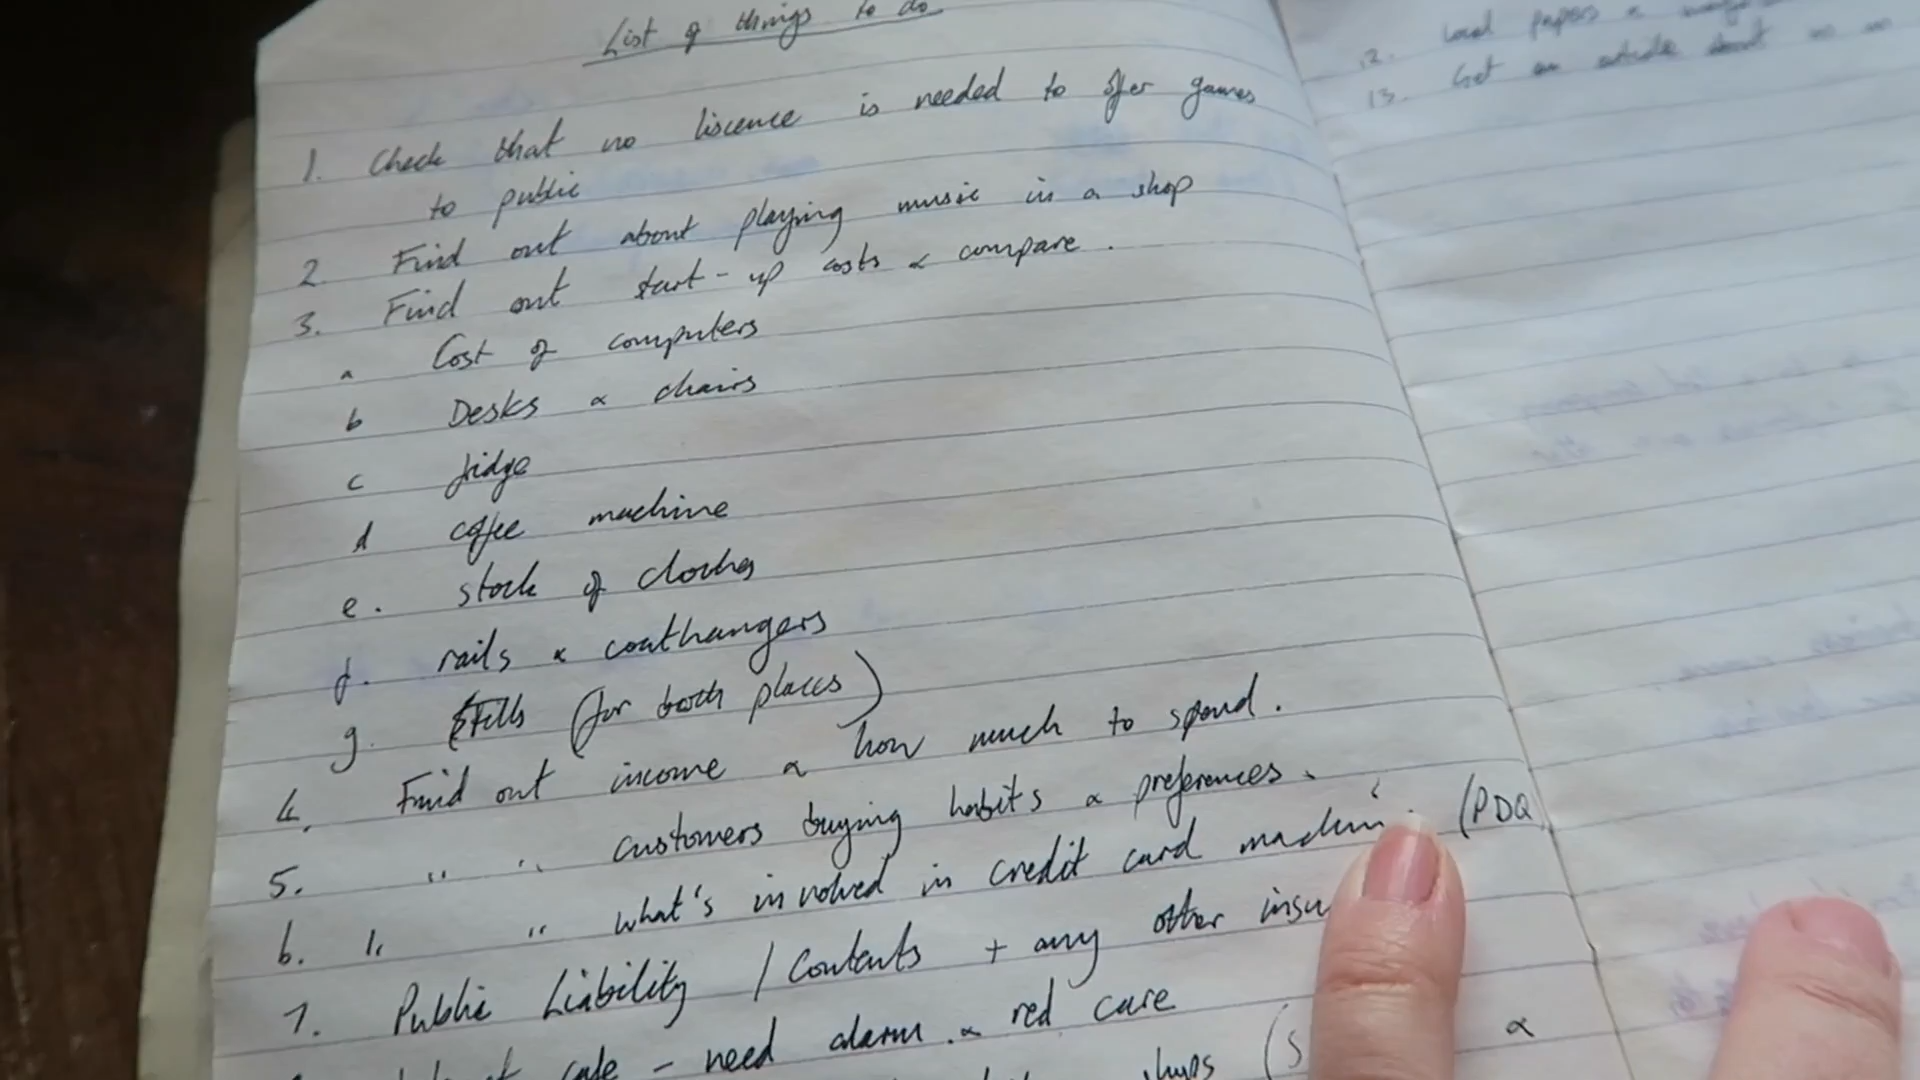 List of things to do
1. Check that no liscence is needed to offer games
to public
2. Find out about playing music in a shop
3. Find out start-up costs & compare.
a Cost of computers
b Desks & chairs
c fridge
d coffee machine
e. stock of clothes
f. rails & coathangers
g. tills (for both places)
4. Find out income & how much to spend.
5. " " customers buying habits & preferences.
6. " " what's involved in credit card (PDQ
7. Public Liability / Contents + any other
cafe - need alarm & red care
shops (S &
12. Local papers &
13. Get an article about